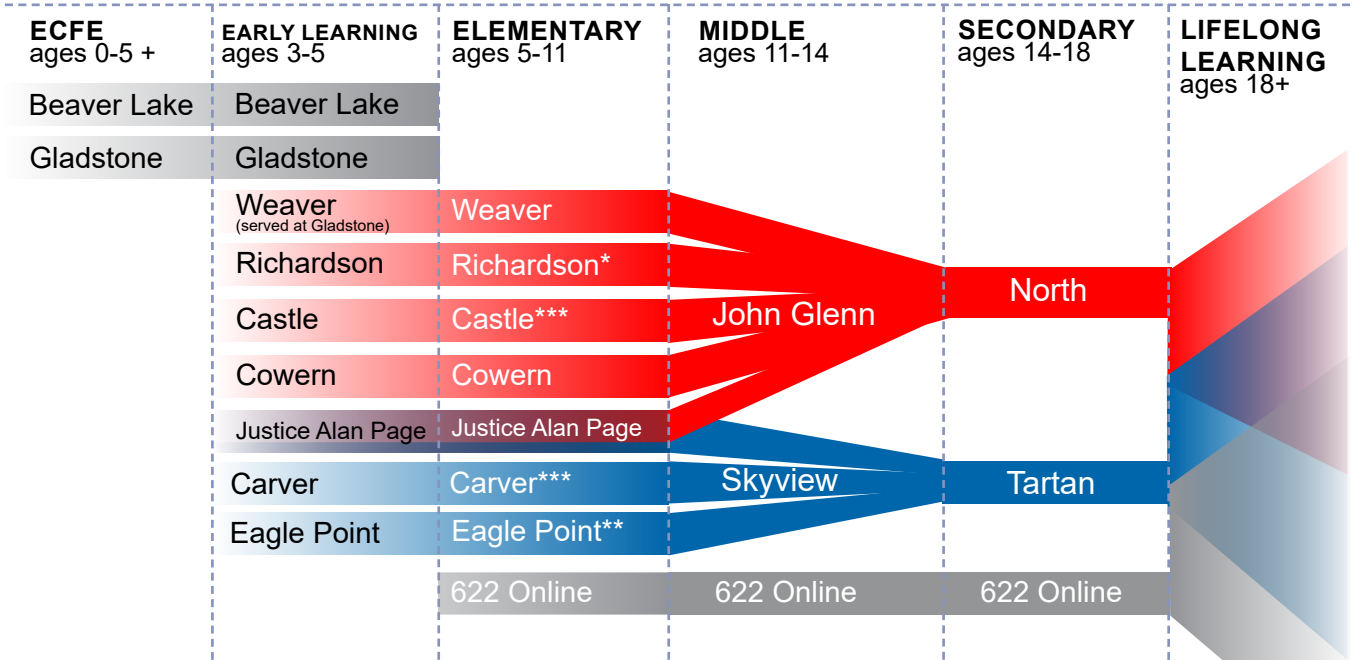 ECFE
ages 0-5 +
EARLY LEARNING
ages 3-5
ELEMENTARY
ages 5-11
MIDDLE
ages 11-14
SECONDARY
ages 14-18
LIFELONG
LEARNING
ages 18+
Beaver Lake
Beaver Lake
Gladstone
Gladstone
Weaver
(served at Gladstone)
Weaver
Richardson
Richardson*
Castle
Castle***
Cowern
Cowern
Justice Alan Page
Justice Alan Page
John Glenn
North
Carver
Carver***
Skyview
Tartan
Eagle Point
Eagle Point**
622 Online
622 Online
622 Online